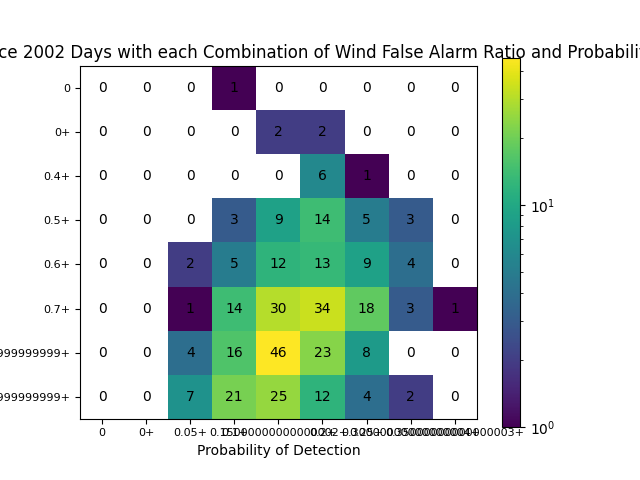 ce 2002 Days with each Combination of Wind False Alarm Ratio and Probabili
0 0 0 0 1 0 0 0 0 0
0+ 0 0 0 0 2 2 0 0 0
0.4+ 0 0 0 0 0 6 1 0 0
0.5+ 0 0 0 3 9 14 5 3 0
10¹
0.6+ 0 0 2 5 12 13 9 4 0
0.7+ 0 0 1 14 30 34 18 3 1
999999999+ 0 0 4 16 46 23 8 0 0
999999999+ 0 0 7 21 25 12 4 2 0
10⁰
0 0+ 0.05+
Probability of Detection